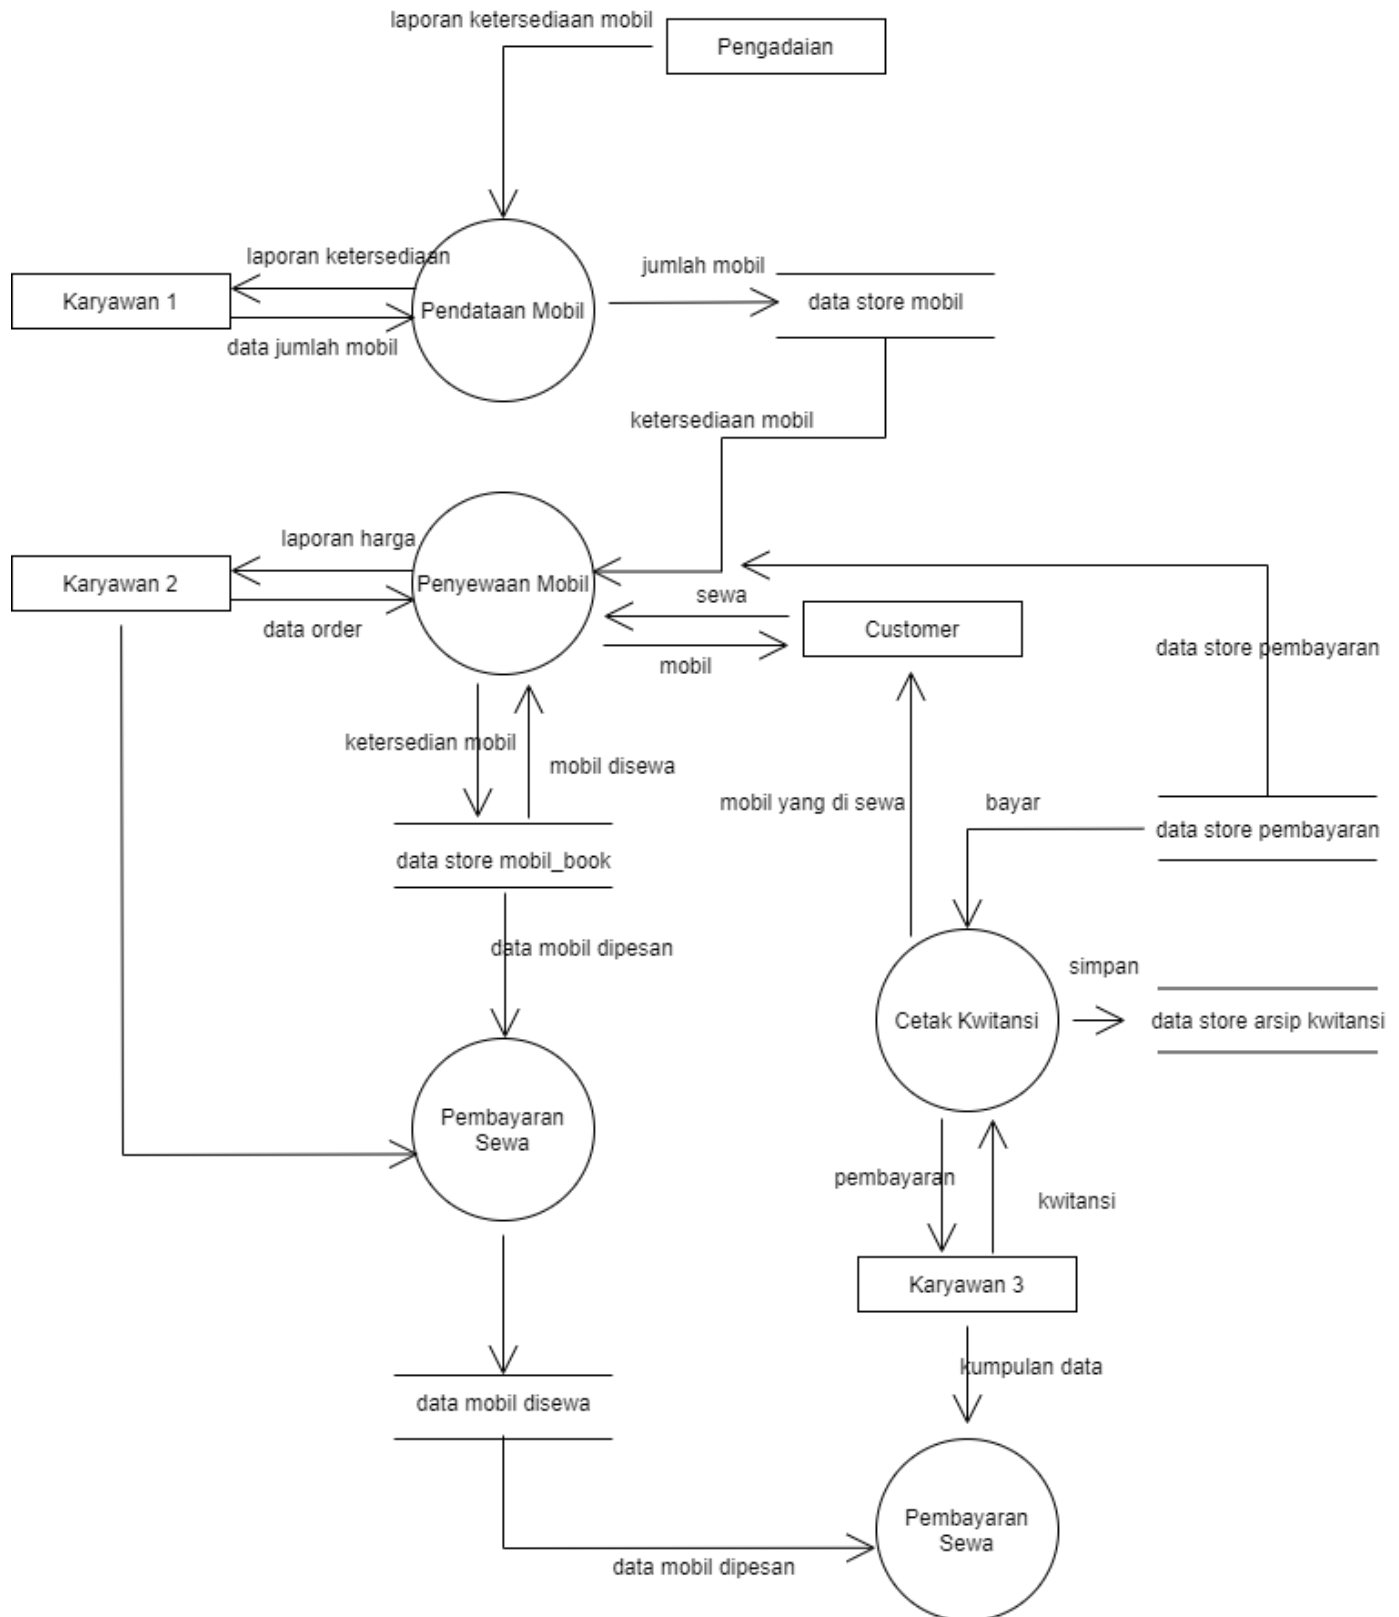 laporan ketersediaan mobil
Pengadaian
laporan ketersediaan
Karyawan 1
Pendataan Mobil
data jumlah mobil
jumlah mobil
data store mobil
ketersediaan mobil
laporan harga
Karyawan 2
Penyewaan Mobil
data order
sewa
Customer
mobil
data store pembayaran
ketersedian mobil
mobil disewa
mobil yang di sewa
bayar
data store pembayaran
data store mobil_book
data mobil dipesan
simpan
Cetak Kwitansi
data store arsip kwitansi
Pembayaran
Sewa
pembayaran
kwitansi
Karyawan 3
kumpulan data
data mobil disewa
Pembayaran
Sewa
data mobil dipesan